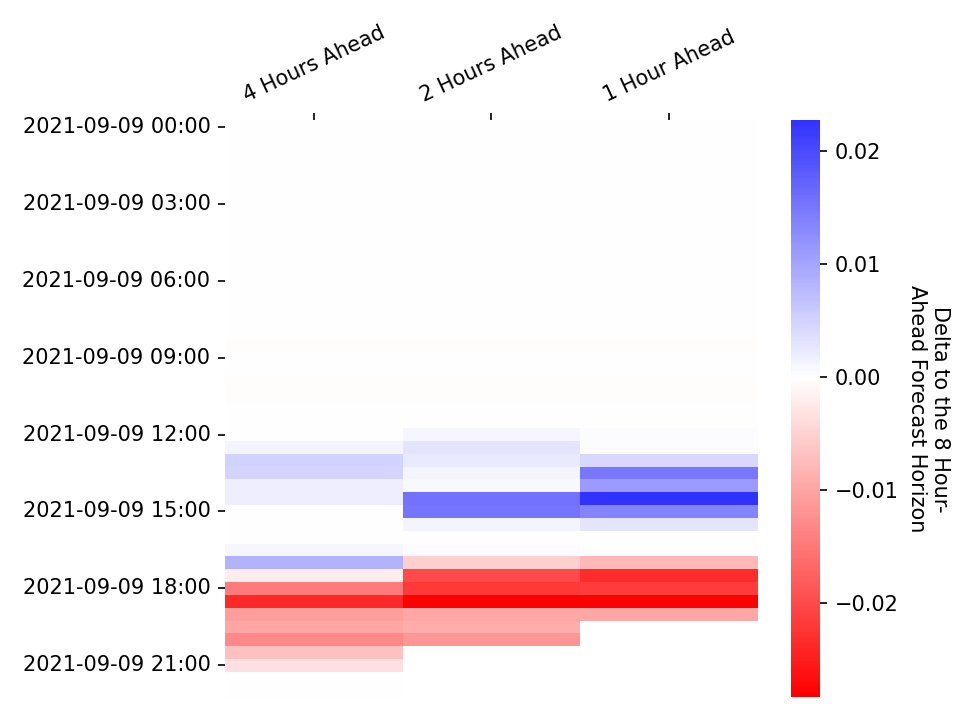 4 Hours Ahead
2 Hours Ahead
1 Hour Ahead
2021-09-09 00:00
2021-09-09 03:00
2021-09-09 06:00
2021-09-09 09:00
2021-09-09 12:00
2021-09-09 15:00
2021-09-09 18:00
2021-09-09 21:00
0.02
0.01
0.00
−0.01
−0.02
Delta to the 8 Hour-
Ahead Forecast Horizon